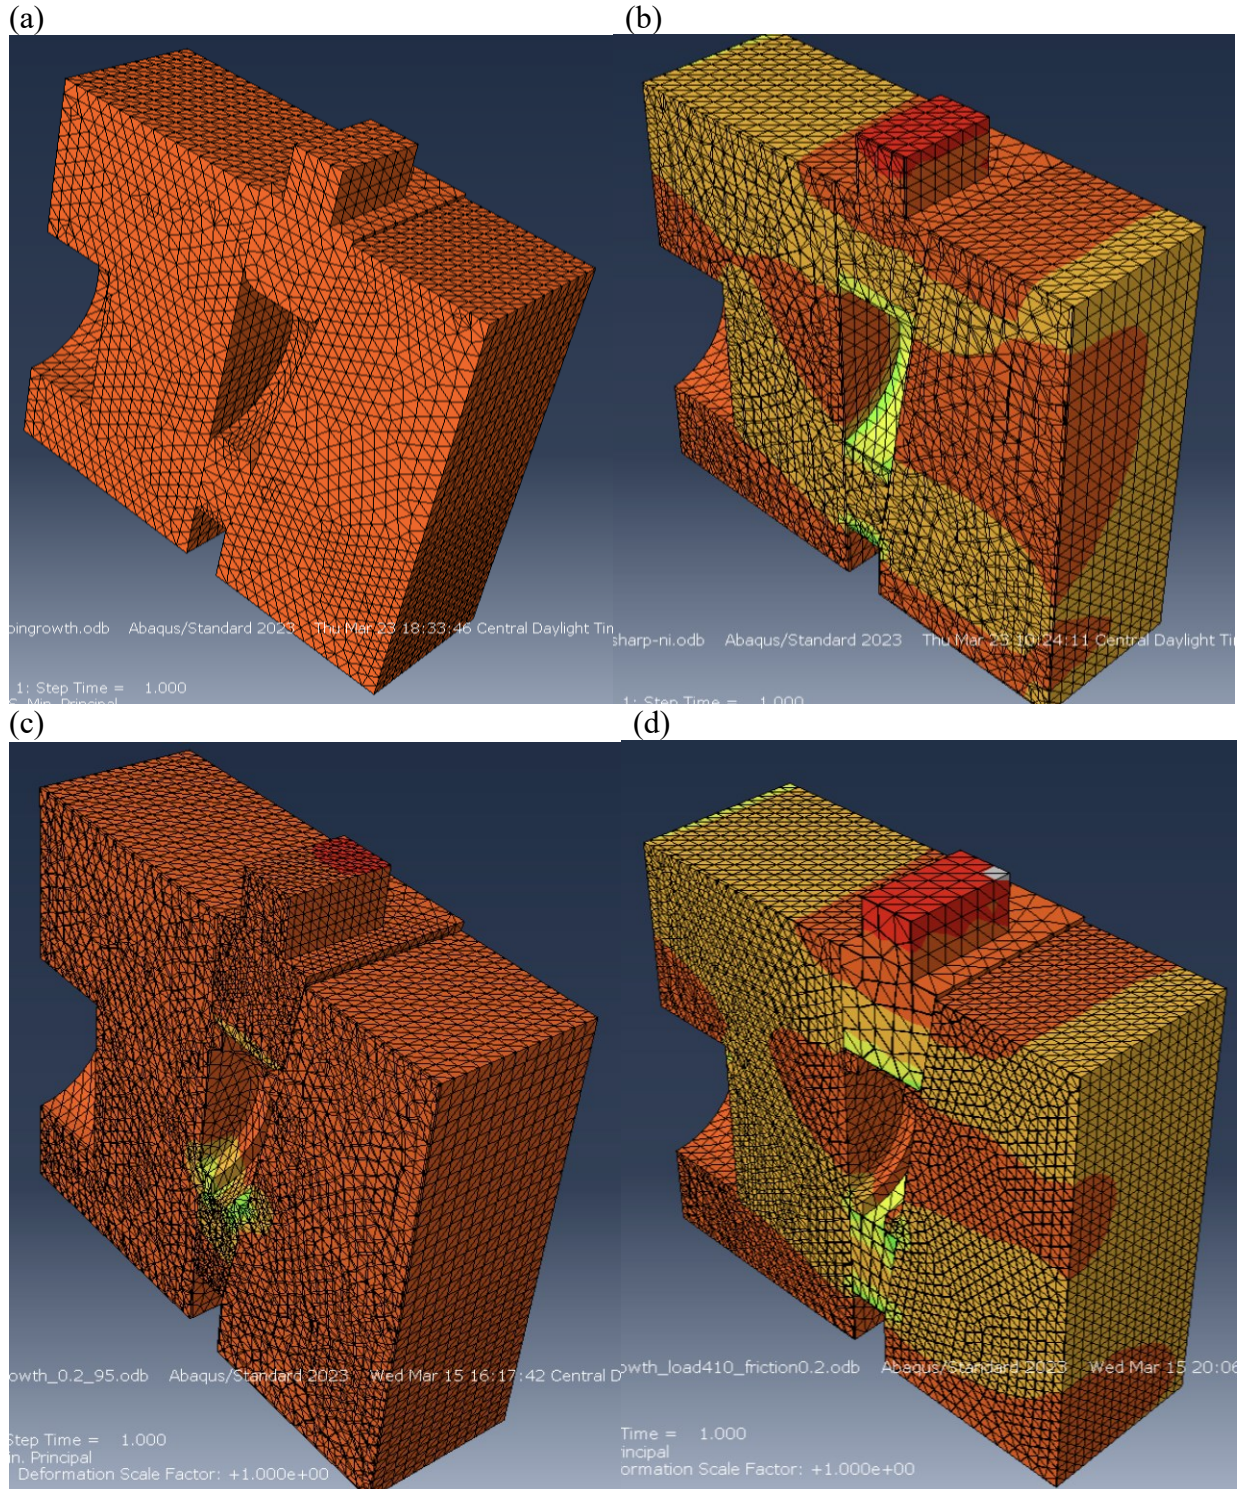 (a)
(b)
pingrowth.odb Abaqus/Standard 2023 Thu Mar 23 18:33:46 Central Daylight Tim
1: Step Time = 1.000
S, Min. Principal
sharp-ni.odb Abaqus/Standard 2023 Thu Mar 23 10:24:11 Central Daylight Ti
1: Step Time = 1.000
(c)
(d)
owth_0.2_95.odb Abaqus/Standard 2023 Wed Mar 15 16:17:42 Central D
Step Time = 1.000
in. Principal
Deformation Scale Factor: +1.000e+00
owth_load410_friction0.2.odb Abaqus/Standard 2023 Wed Mar 15 20:06
Time = 1.000
rincipal
ormation Scale Factor: +1.000e+00